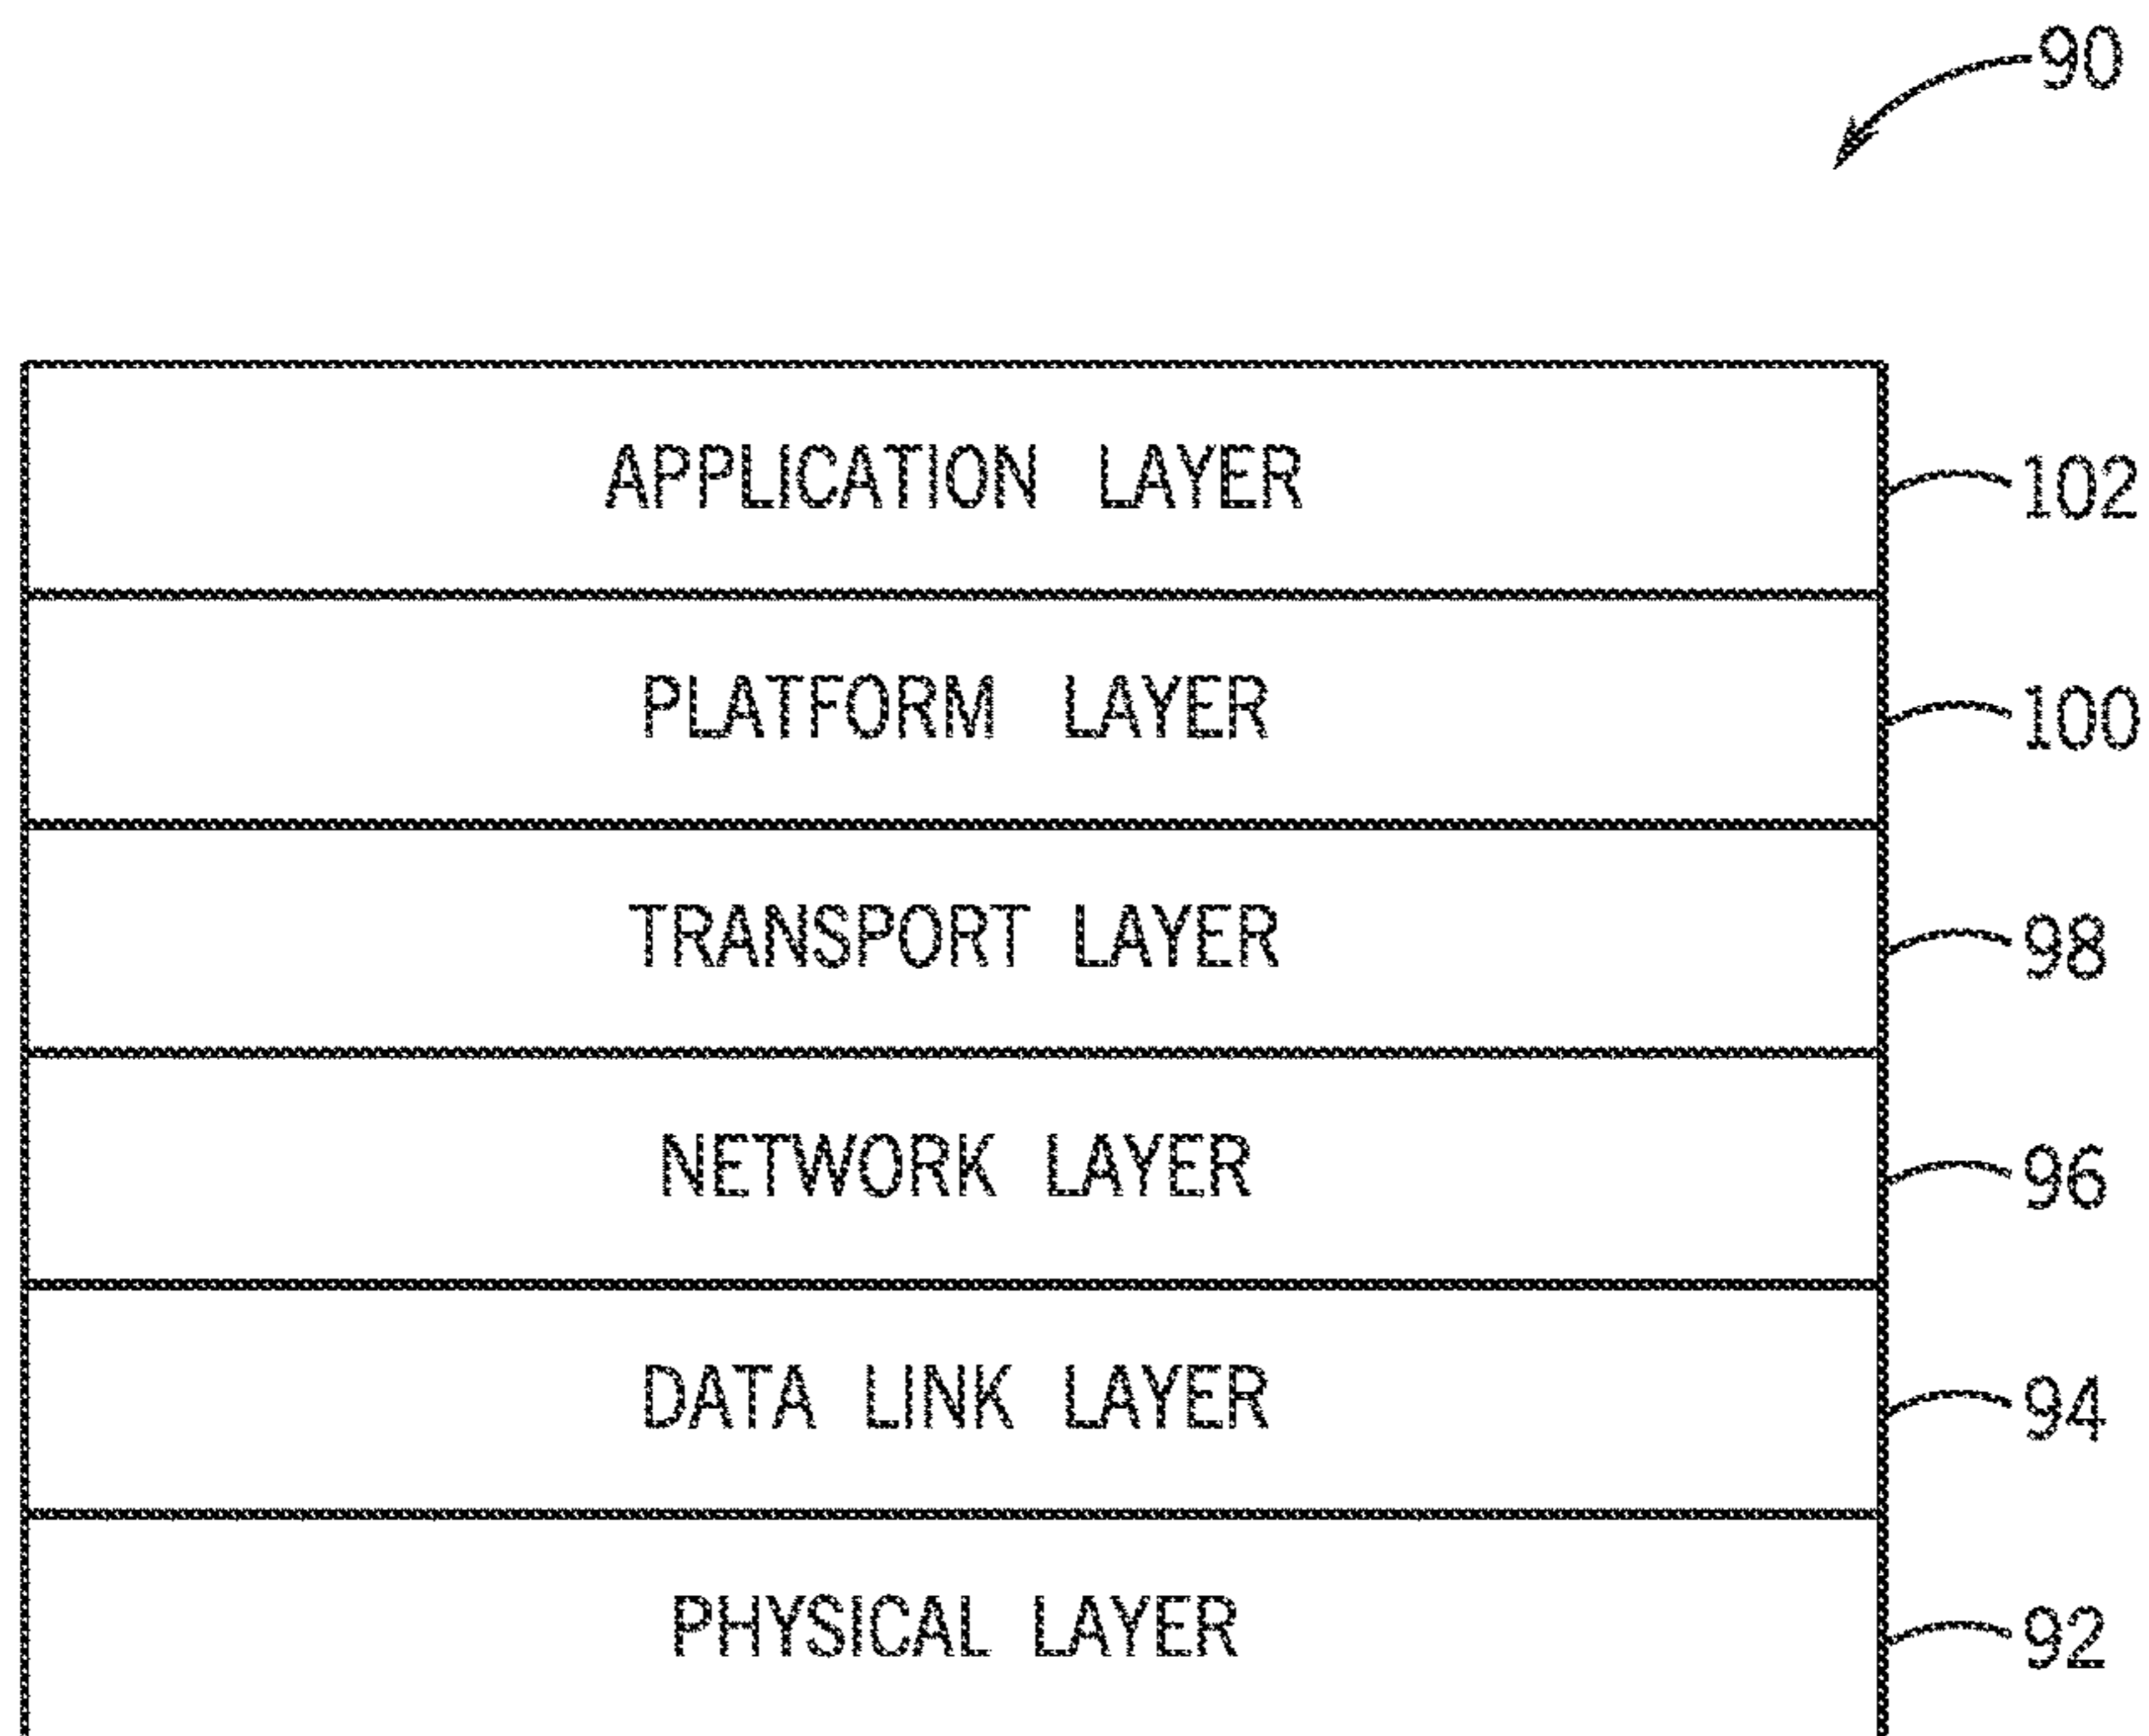 90
APPLICATION LAYER 102
PLATFORM LAYER 100
TRANSPORT LAYER 98
NETWORK LAYER 96
DATA LINK LAYER 94
PHYSICAL LAYER 92